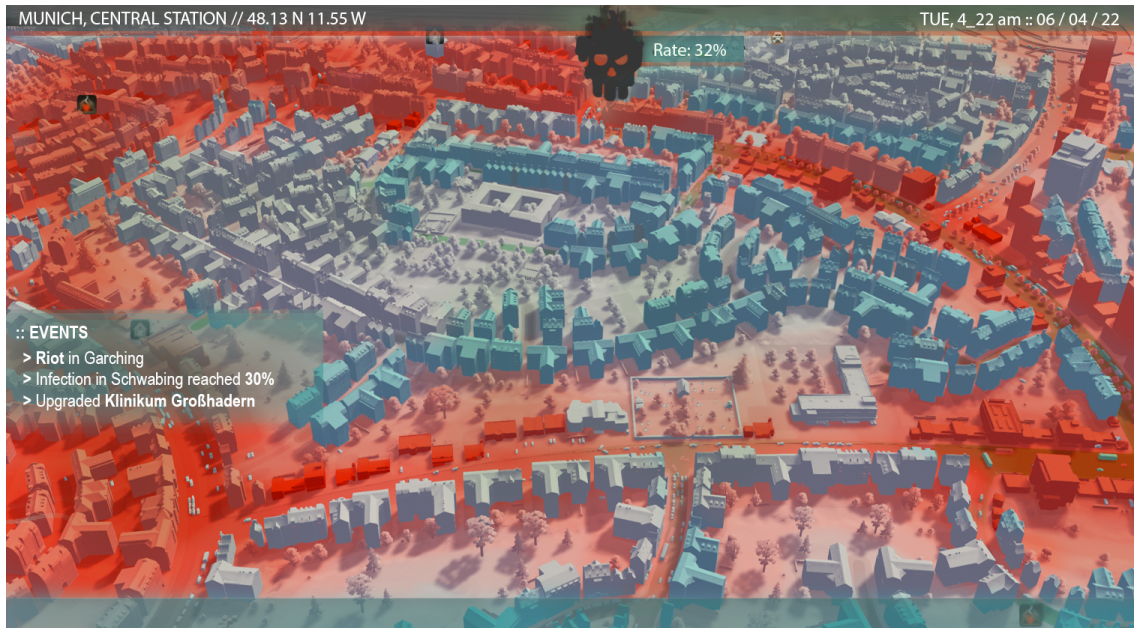 MUNICH, CENTRAL STATION // 48.13 N 11.55 W
TUE, 4_22 am :: 06 / 04 / 22
Rate: 32%
:: EVENTS
> Riot in Garching
> Infection in Schwabing reached 30%
> Upgraded Klinikum Großhadern